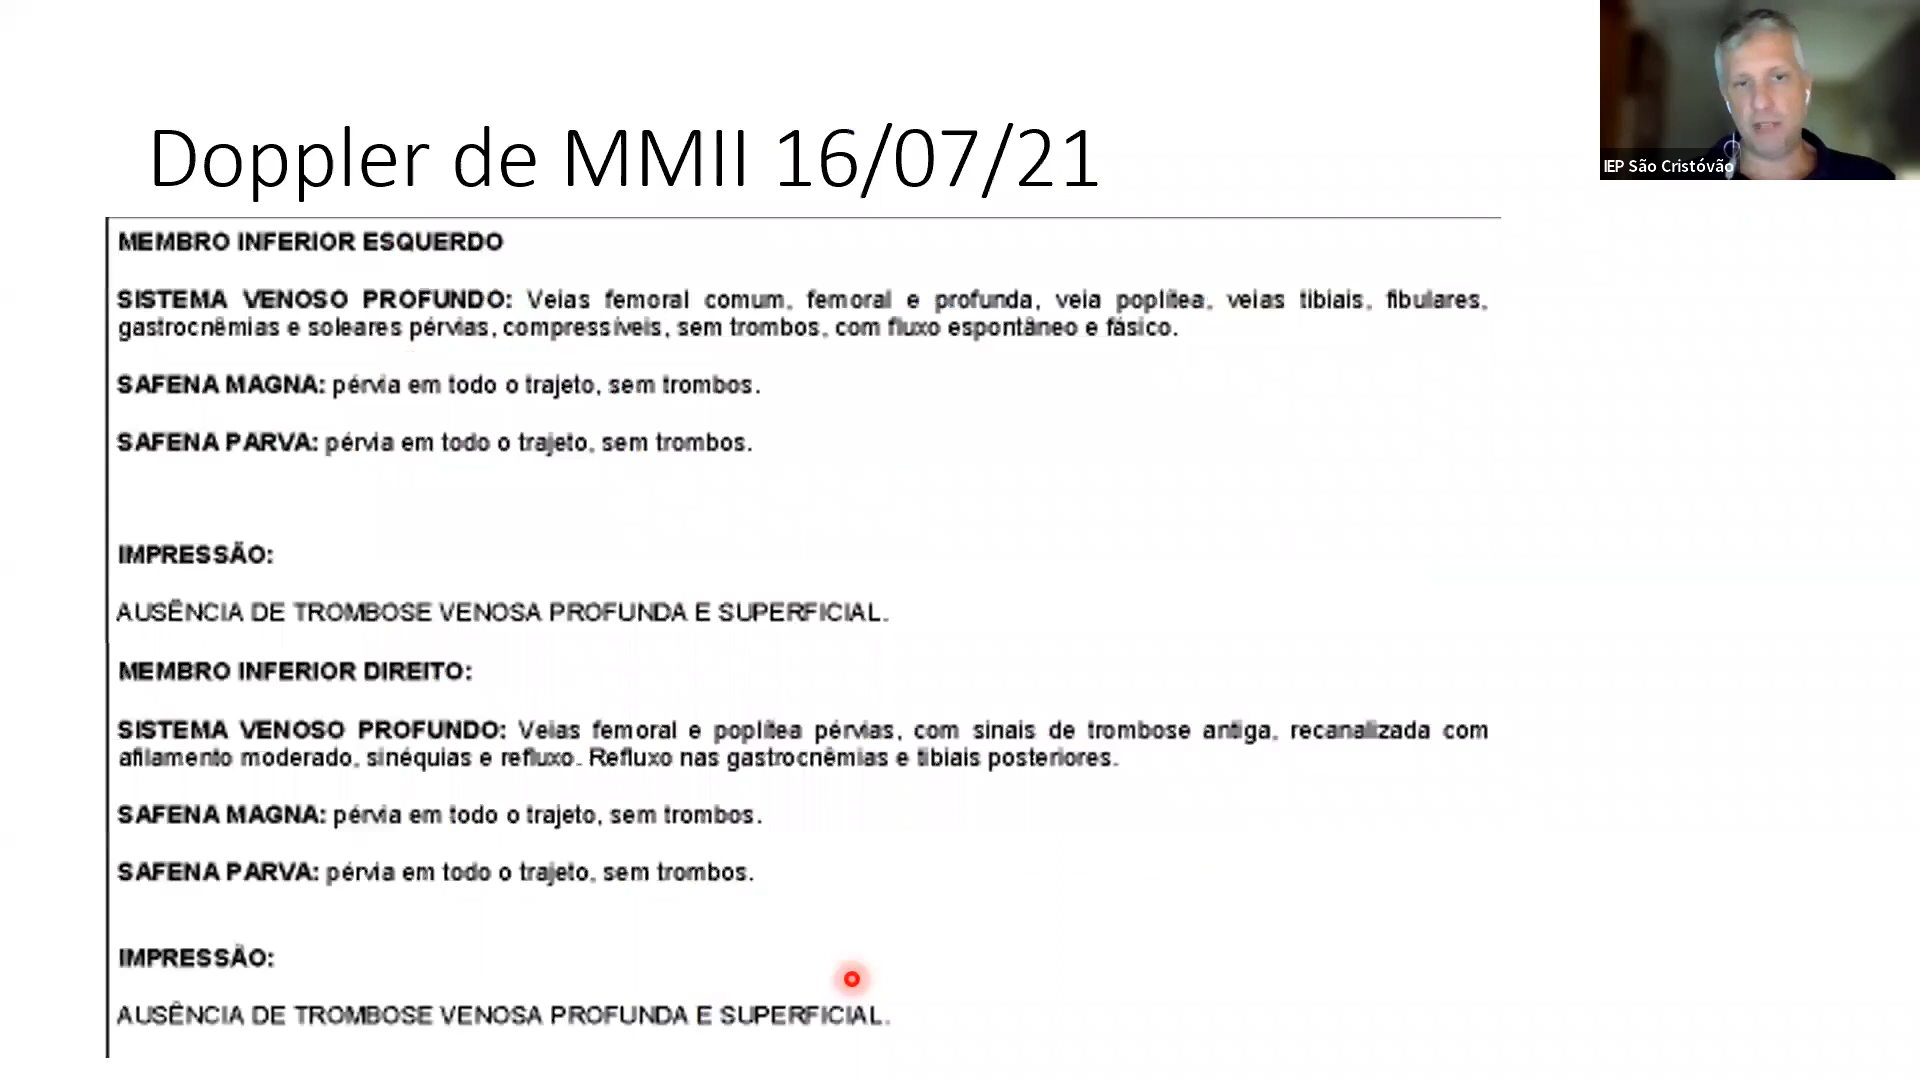 IEP São Cristóvão
Doppler de MMII 16/07/21
MEMBRO INFERIOR ESQUERDO
SISTEMA VENOSO PROFUNDO: Veias femoral comum, femoral e profunda, veia poplítea, veias tibiais, fibulares,
gastrocnêmias e soleares pérvias, compressíveis, sem trombos, com fluxo espontâneo e fásico.
SAFENA MAGNA: pérvia em todo o trajeto, sem trombos.
SAFENA PARVA: pérvia em todo o trajeto, sem trombos.
IMPRESSÃO:
AUSÊNCIA DE TROMBOSE VENOSA PROFUNDA E SUPERFICIAL.
MEMBRO INFERIOR DIREITO:
SISTEMA VENOSO PROFUNDO: Veias femoral e poplítea pérvias, com sinais de trombose antiga, recanalizada com
afilamento moderado, sinéquias e refluxo. Refluxo nas gastrocnêmias e tibiais posteriores.
SAFENA MAGNA: pérvia em todo o trajeto, sem trombos.
SAFENA PARVA: pérvia em todo o trajeto, sem trombos.
IMPRESSÃO:
AUSÊNCIA DE TROMBOSE VENOSA PROFUNDA E SUPERFICIAL.